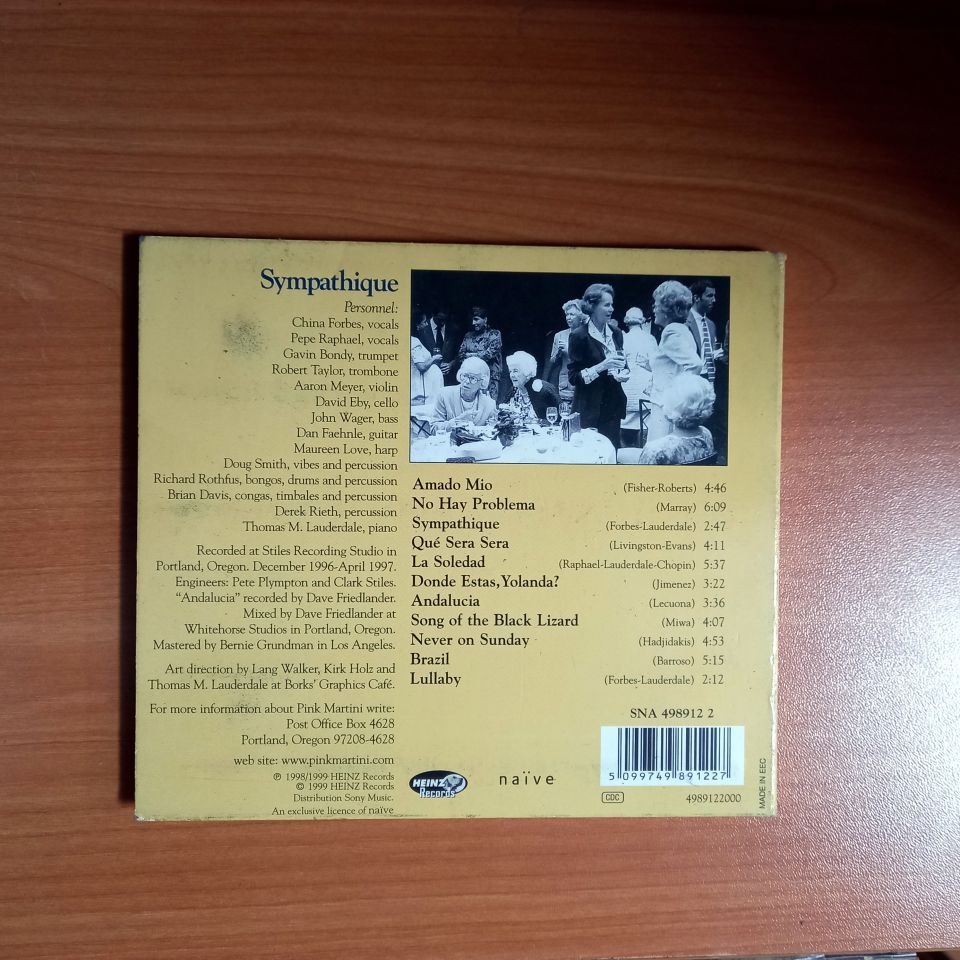 Sympathique
Personnel:
China Forbes, vocals
Pepe Raphael, vocals
Gavin Bondy, trumpet
Robert Taylor, trombone
Aaron Meyer, violin
David Eby, cello
John Wager, bass
Dan Faehnle, guitar
Maureen Love, harp
Doug Smith, vibes and percussion
Richard Rothfus, bongos, drums and percussion
Brian Davis, congas, timbales and percussion
Derek Rieth, percussion
Thomas M. Lauderdale, piano
Recorded at Stiles Recording Studio in
Portland, Oregon. December 1996-April 1997.
Engineers: Pete Plympton and Clark Stiles.
“Andalucia” recorded by Dave Friedlander.
Mixed by Dave Friedlander at
Whitehorse Studios in Portland, Oregon.
Mastered by Bernie Grundman in Los Angeles.
Art direction by Lang Walker, Kirk Holz and
Thomas M. Lauderdale at Borks’ Graphics Café.
For more information about Pink Martini write:
Post Office Box 4628
Portland, Oregon 97208-4628
web site: www.pinkmartini.com
℗ 1998/1999 HEINZ Records
© 1999 HEINZ Records
Distribution Sony Music.
An exclusive licence of naïve
Amado Mio (Fisher-Roberts) 4:46
No Hay Problema (Marray) 6:09
Sympathique (Forbes-Lauderdale) 2:47
Qué Sera Sera (Livingston-Evans) 4:11
La Soledad (Raphael-Lauderdale-Chopin) 5:37
Donde Estas, Yolanda? (Jimenez) 3:22
Andalucia (Lecuona) 3:36
Song of the Black Lizard (Miwa) 4:07
Never on Sunday (Hadjidakis) 4:53
Brazil (Barroso) 5:15
Lullaby (Forbes-Lauderdale) 2:12
SNA 498912 2
5 099749 891227
HEINZ
Records
naïve
CDC
4989122000
MADE IN EEC